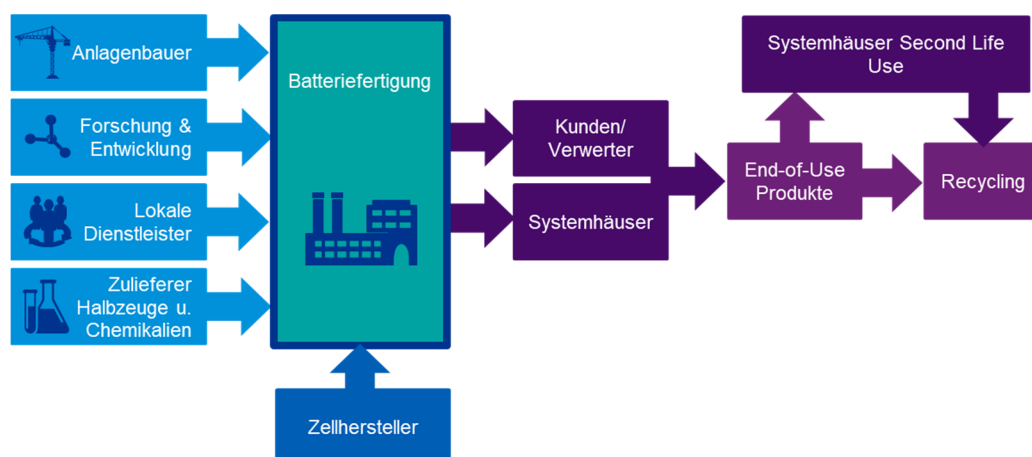 Anlagenbauer
Forschung &
Entwicklung
Lokale
Dienstleister
Zulieferer
Halbzeuge u.
Chemikalien
Batteriefertigung
Zellhersteller
Kunden/
Verwerter
Systemhäuser
End-of-Use
Produkte
Systemhäuser Second Life
Use
Recycling